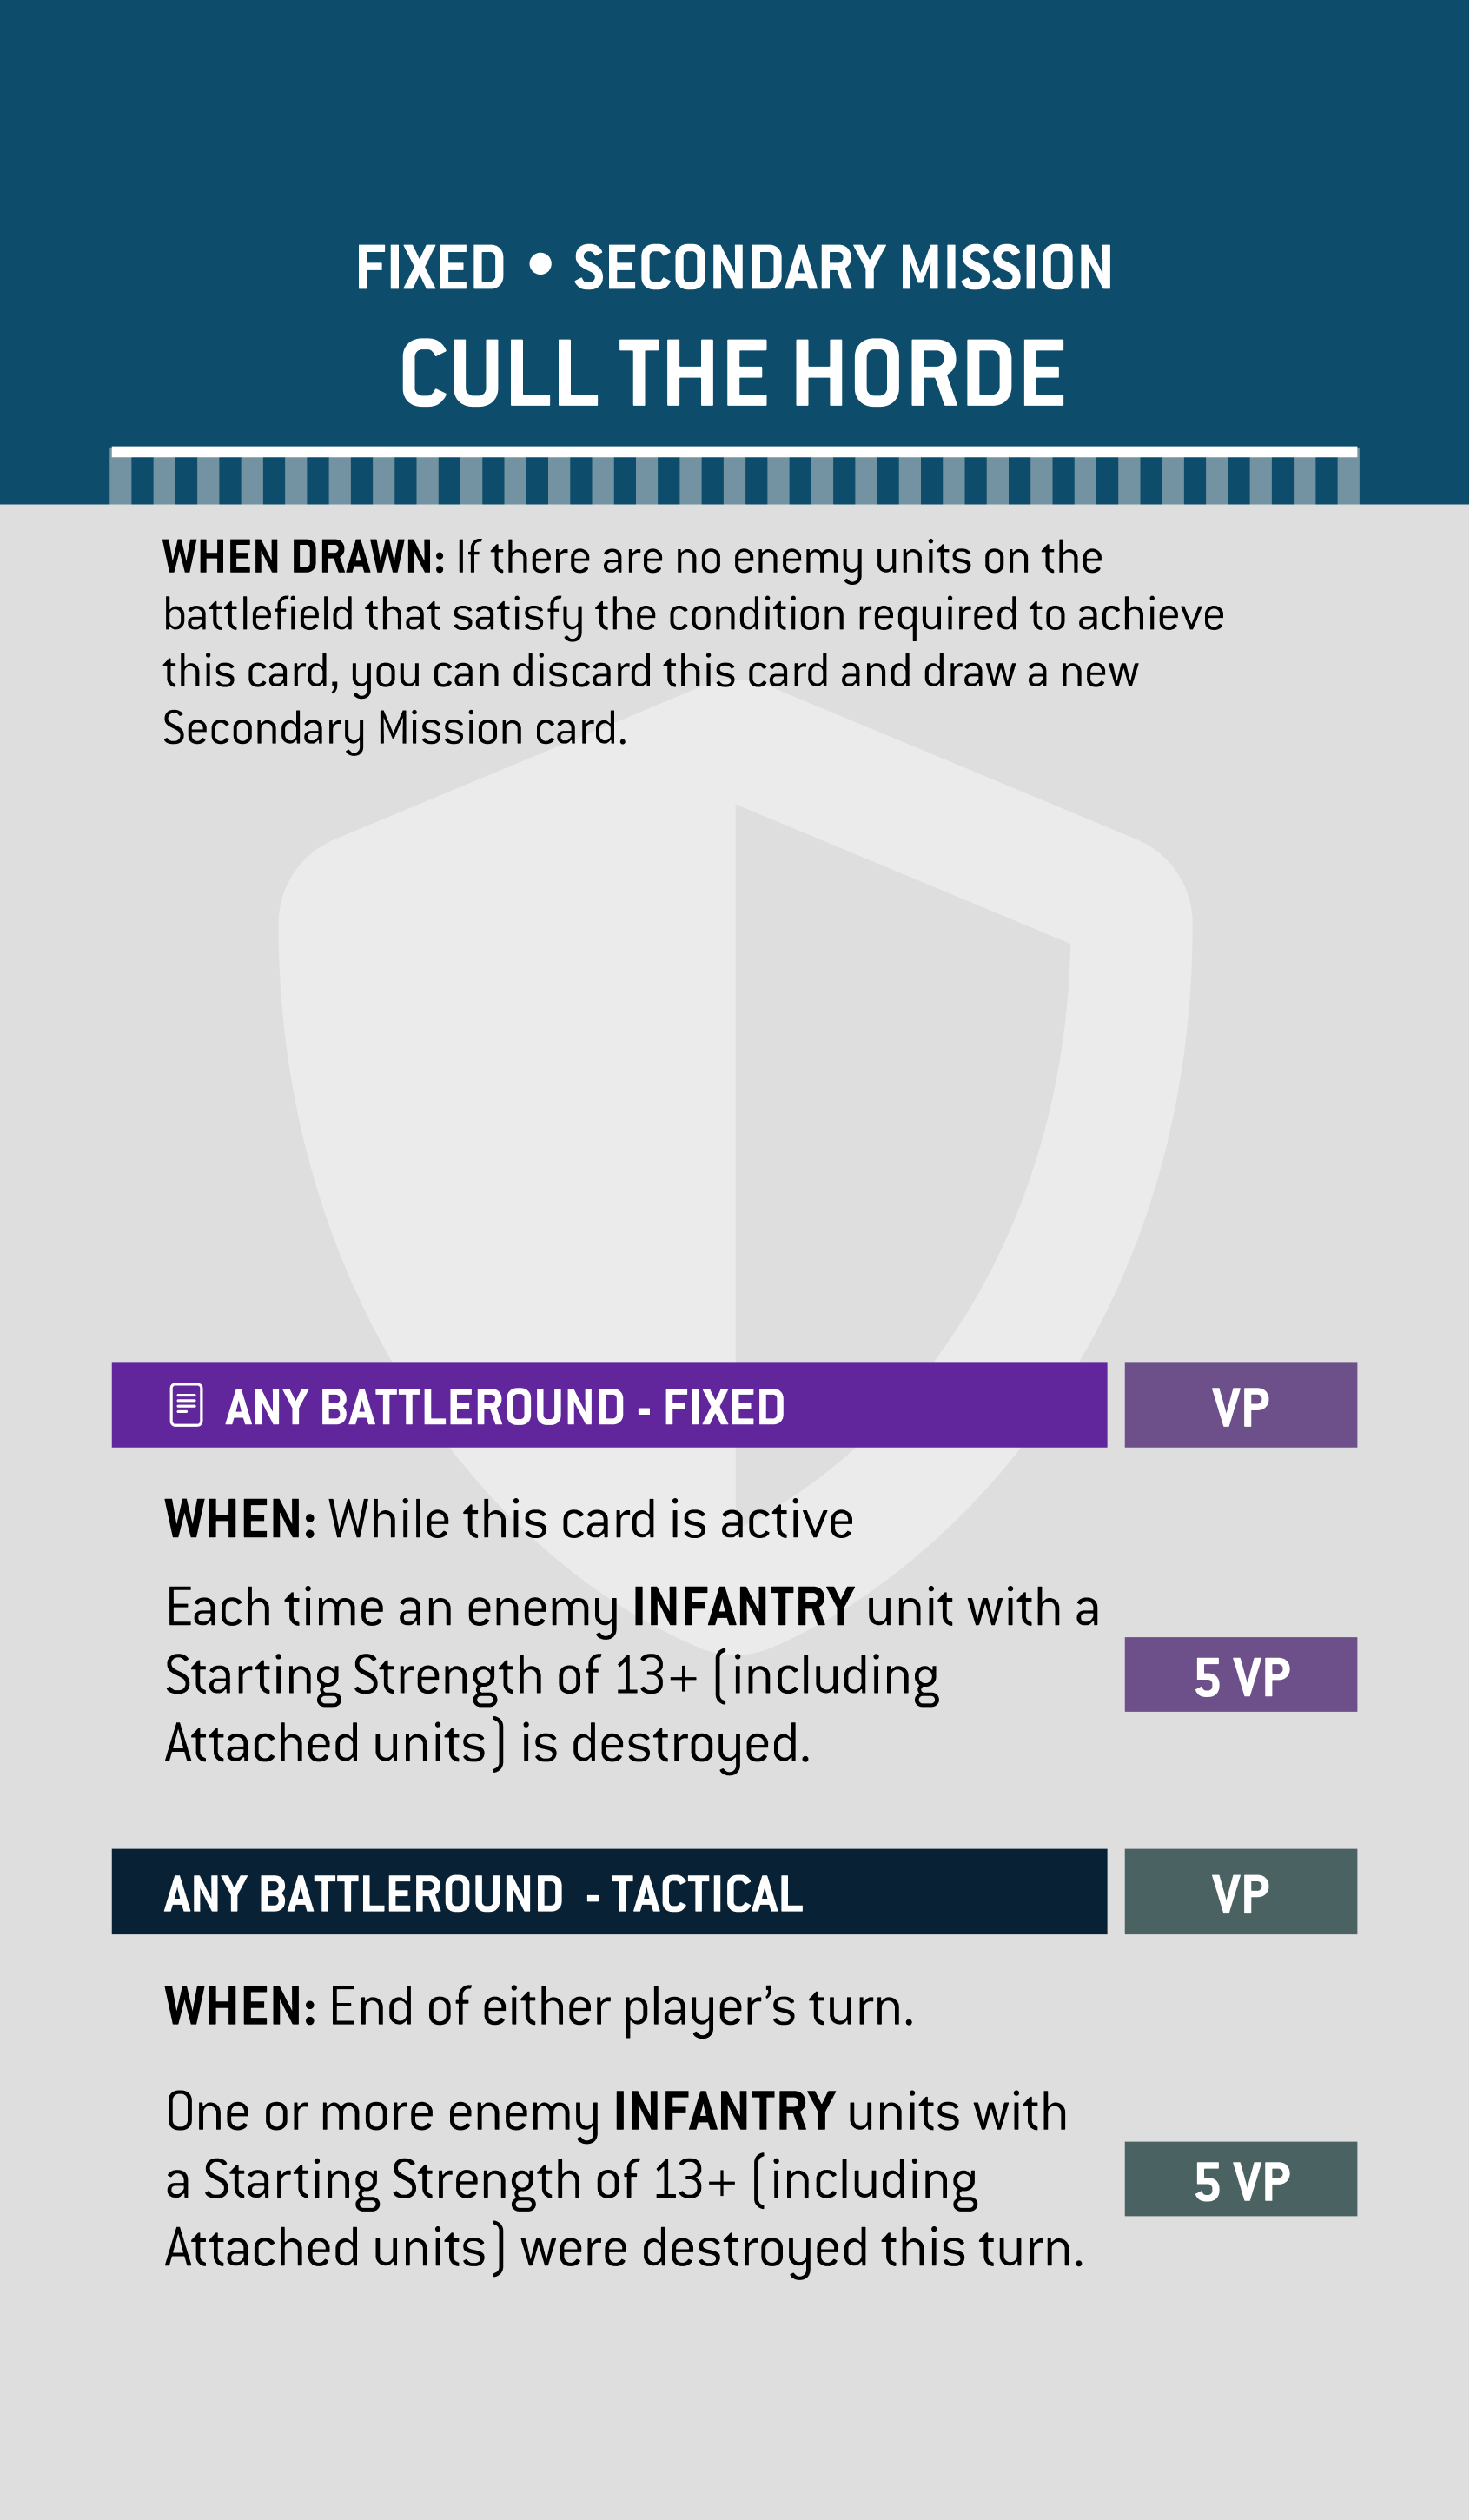 FIXED • SECONDARY MISSION
CULL THE HORDE
WHEN DRAWN: If there are no enemy units on the
battlefield that satisfy the condition required to achieve
this card, you can discard this card and draw a new
Secondary Mission card.
ANY BATTLEROUND - FIXED
VP
WHEN: While this card is active
Each time an enemy INFANTRY unit with a
Starting Strength of 13+ (including
Attached units) is destroyed.
5 VP
ANY BATTLEROUND - TACTICAL
VP
WHEN: End of either player's turn.
One or more enemy INFANTRY units with
a Staring Strength of 13+ (including
Attached units) were destroyed this turn.
5 VP